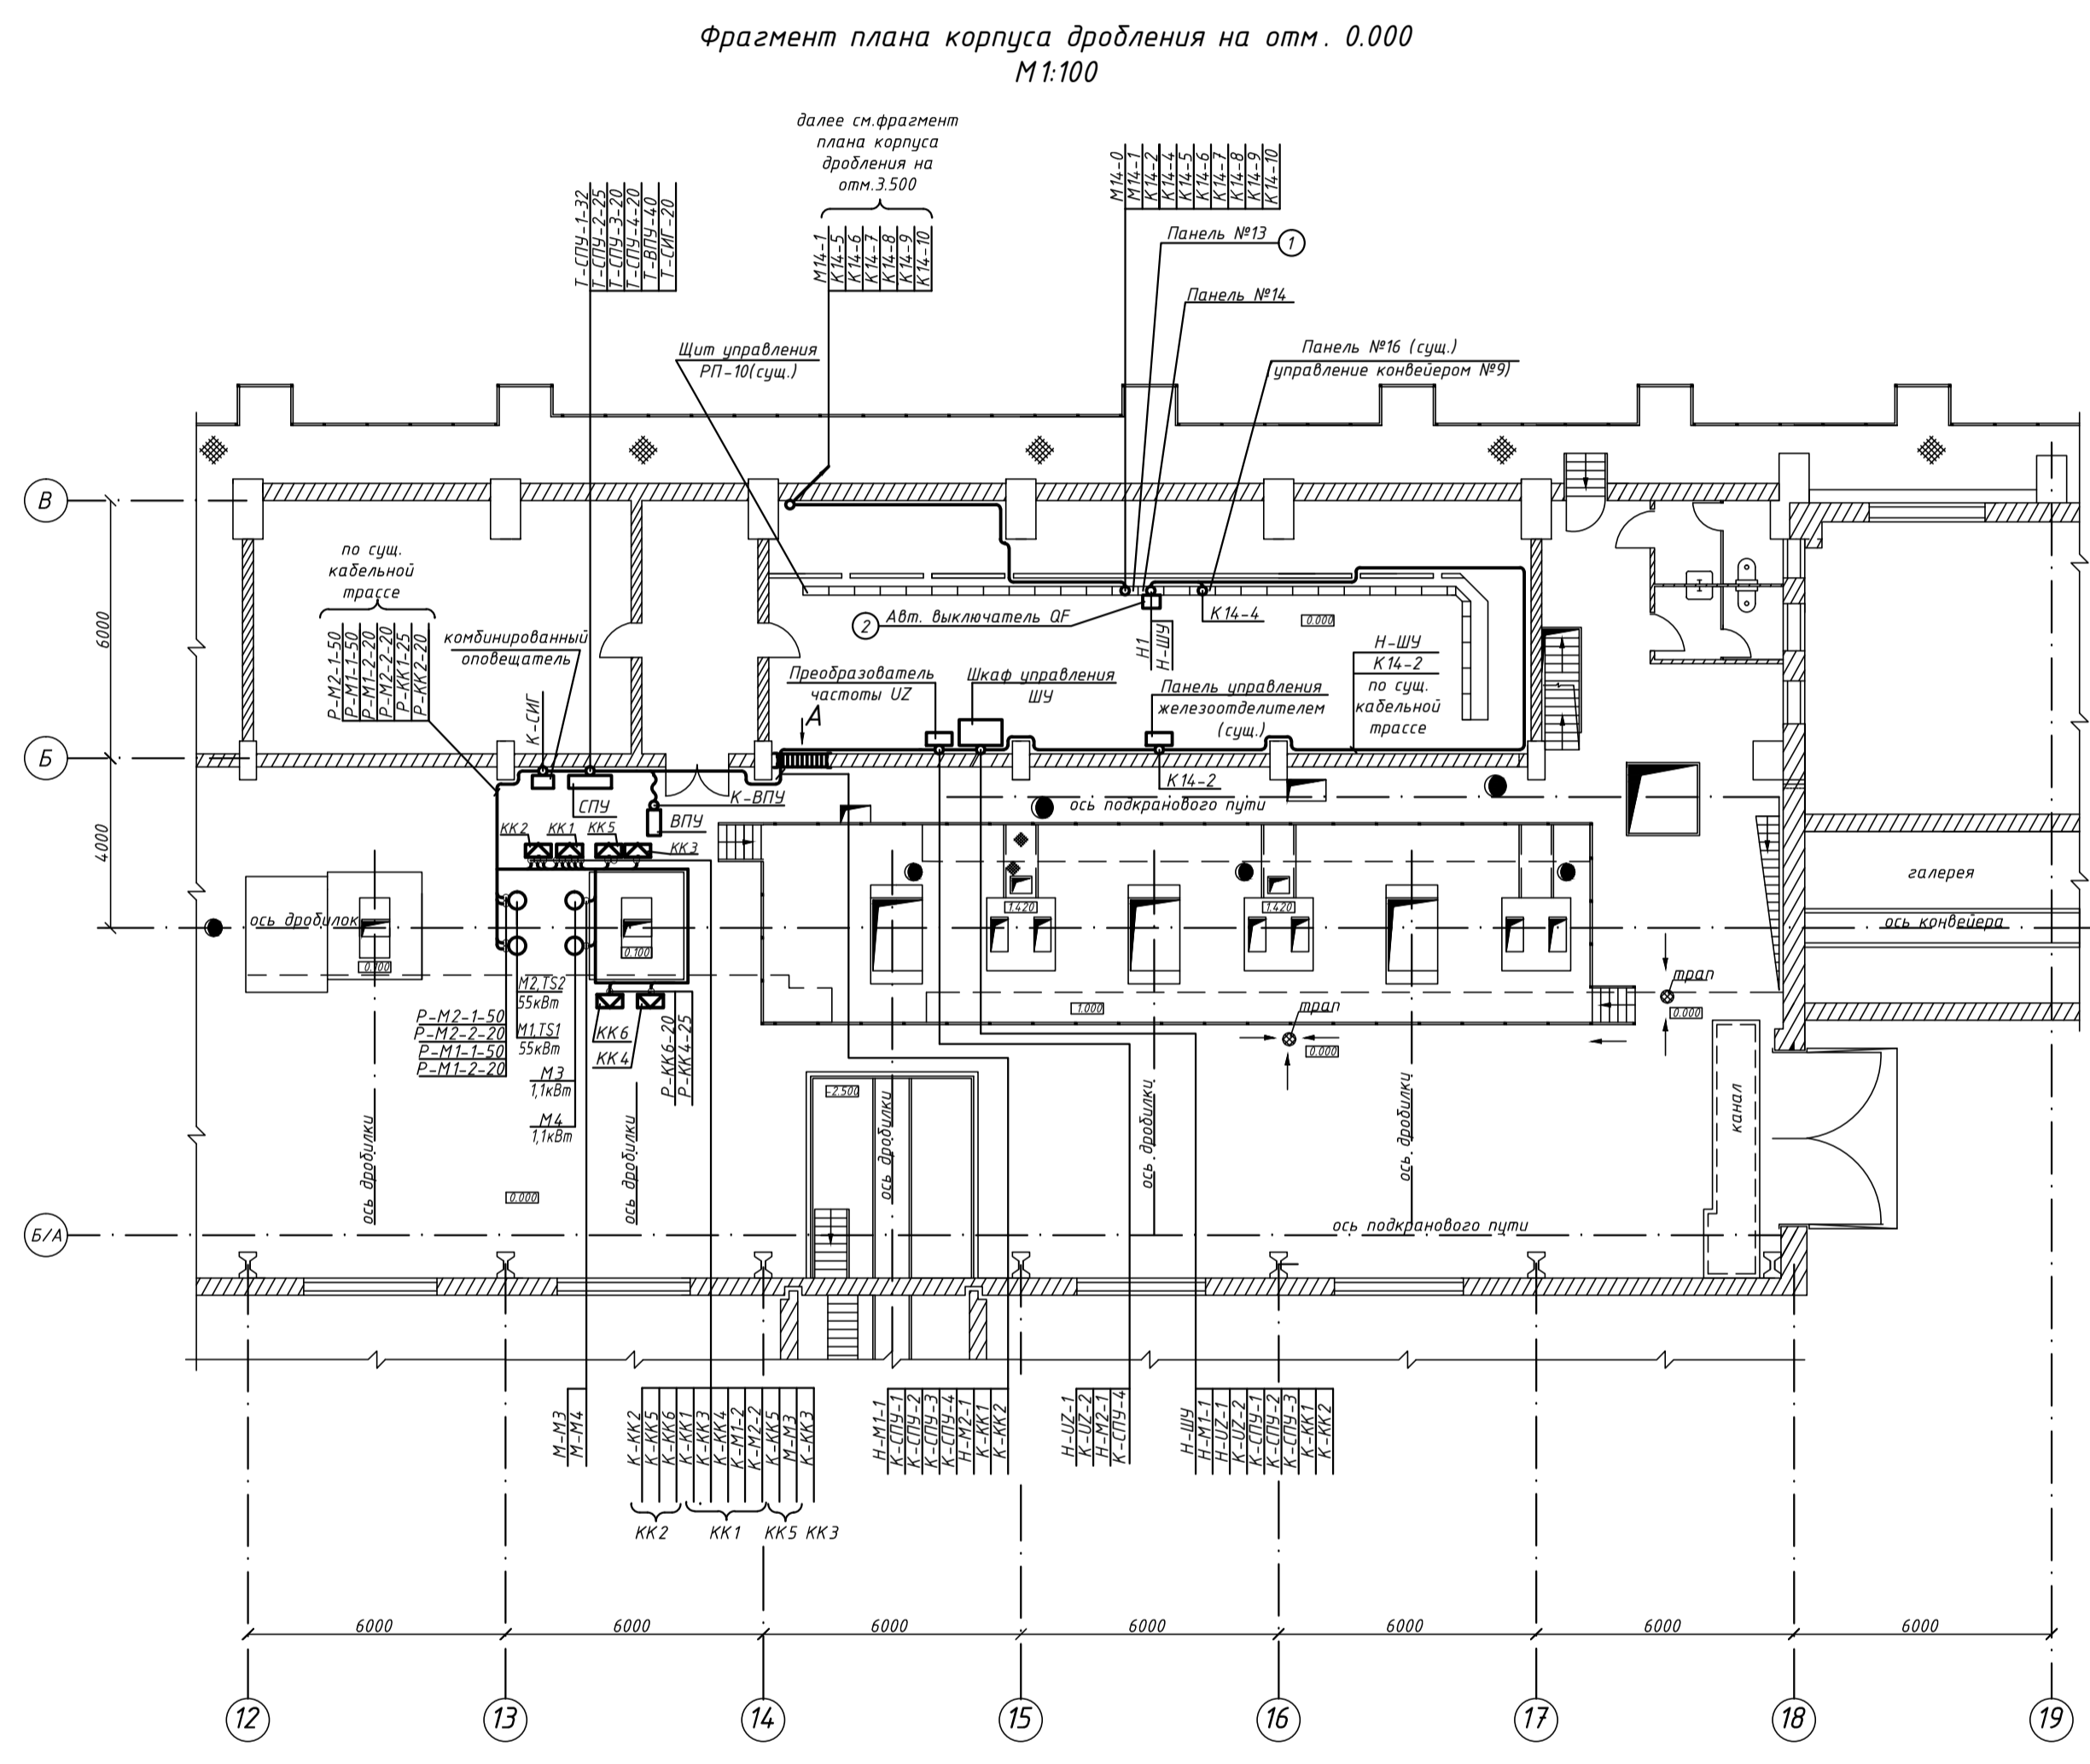 Фрагмент плана корпуса дробления на отм. 0.000
М1:100
далее см.фрагмент
плана корпуса
дробления на
отм.3.500
Т-СПУ-1-32
Т-СПУ-2-25
Т-СПУ-3-20
Т-СПУ-4-20
Т-ВПУ-40
Т-СИГ-20
М14-1
К14-5
К14-6
К14-7
К14-8
К14-9
К14-10
М14-0
М14-1
К14-2
К14-4
К14-5
К14-6
К14-7
К14-8
К14-9
К14-10
Панель №13
1
Панель №14
Щит управления
РП-10(сущ.)
Панель №16 (сущ.)
(управление конвейером №9)
В
6000
по сущ.
кабельной
трассе
Р-М2-1-50
Р-М1-1-50
Р-М1-2-20
Р-М2-2-20
Р-КК1-25
Р-КК2-20
комбинированный
оповещатель
К-СИГ
2
Авт. выключатель QF
Н1
Н-ШУ
К14-4
0.000
Н-ШУ
К14-2
по сущ.
кабельной
трассе
Преобразователь
частоты UZ
Шкаф управления
ШУ
Панель управления
железоотделителем
(сущ.)
А
Б
4000
СПУ
К-ВПУ
ВПУ
К14-2
ось подкранового пути
КК2
КК1
КК5
КК3
галерея
ось конвейера
ось дробилок
0.100
0.100
1.420
1.420
М2,TS2
55кВт
М1,TS1
55кВт
Р-М2-1-50
Р-М2-2-20
Р-М1-1-50
Р-М1-2-20
М3
1,1кВт
М4
1,1кВт
КК6
КК4
Р-КК6-20
Р-КК4-25
1.000
трап
0.000
трап
0.000
-2.500
канал
ось дробилки
ось дробилки
ось дробилки
ось дробилки
ось дробилки
0.000
Б/А
ось подкранового пути
М-М3
М-М4
К-КК2
К-КК5
К-КК6
К-КК1
К-КК3
К-КК4
К-М1-2
К-М2-2
К-КК5
М-М3
К-КК3
КК2
КК1
КК5
КК3
Н-М1-1
К-СПУ-1
К-СПУ-2
К-СПУ-3
К-СПУ-4
Н-М2-1
К-КК1
К-КК2
Н-UZ-1
К-UZ-2
Н-М2-1
К-СПУ-4
Н-ШУ
Н-М1-1
Н-UZ-1
К-UZ-2
К-СПУ-1
К-СПУ-2
К-СПУ-3
К-КК1
К-КК2
6000
6000
6000
6000
6000
6000
6000
12
13
14
15
16
17
18
19